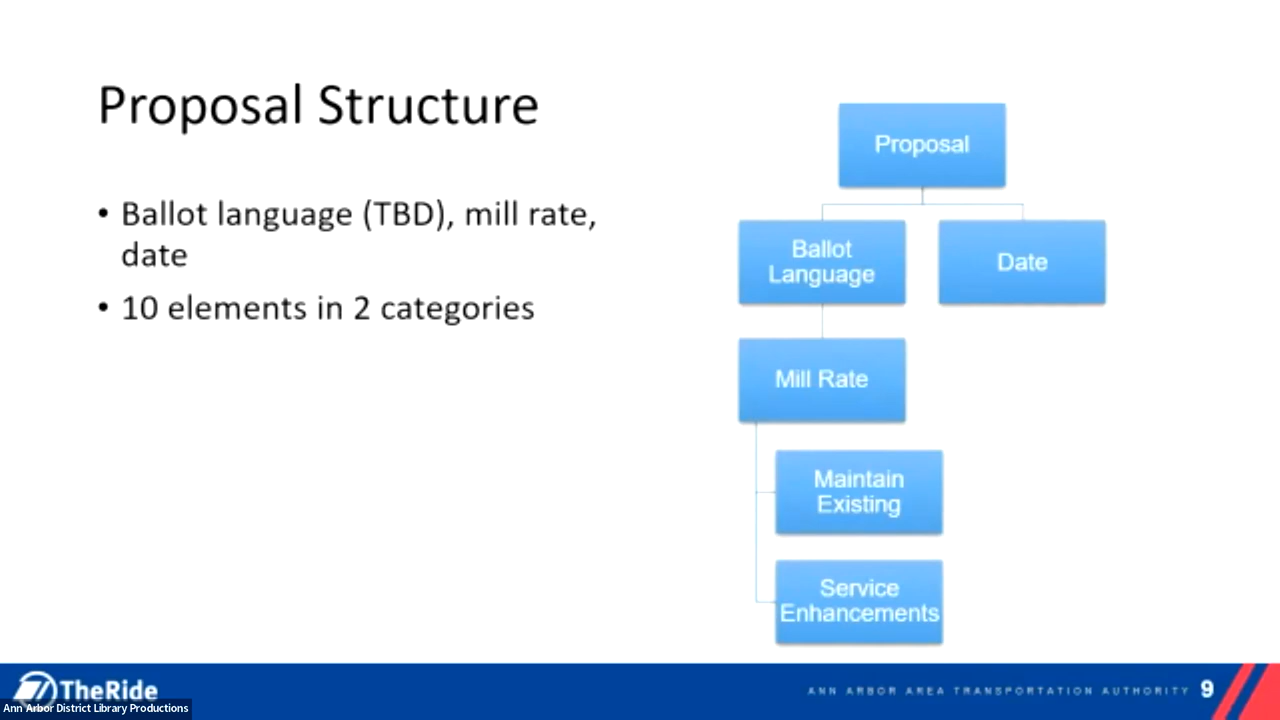 Proposal Structure
• Ballot language (TBD), mill rate,
date
• 10 elements in 2 categories
Proposal
Ballot
Language
Date
Mill Rate
Maintain
Existing
Service
Enhancements
TheRide
ANN ARBOR AREA TRANSPORTATION AUTHORITY 9
Ann Arbor District Library Productions